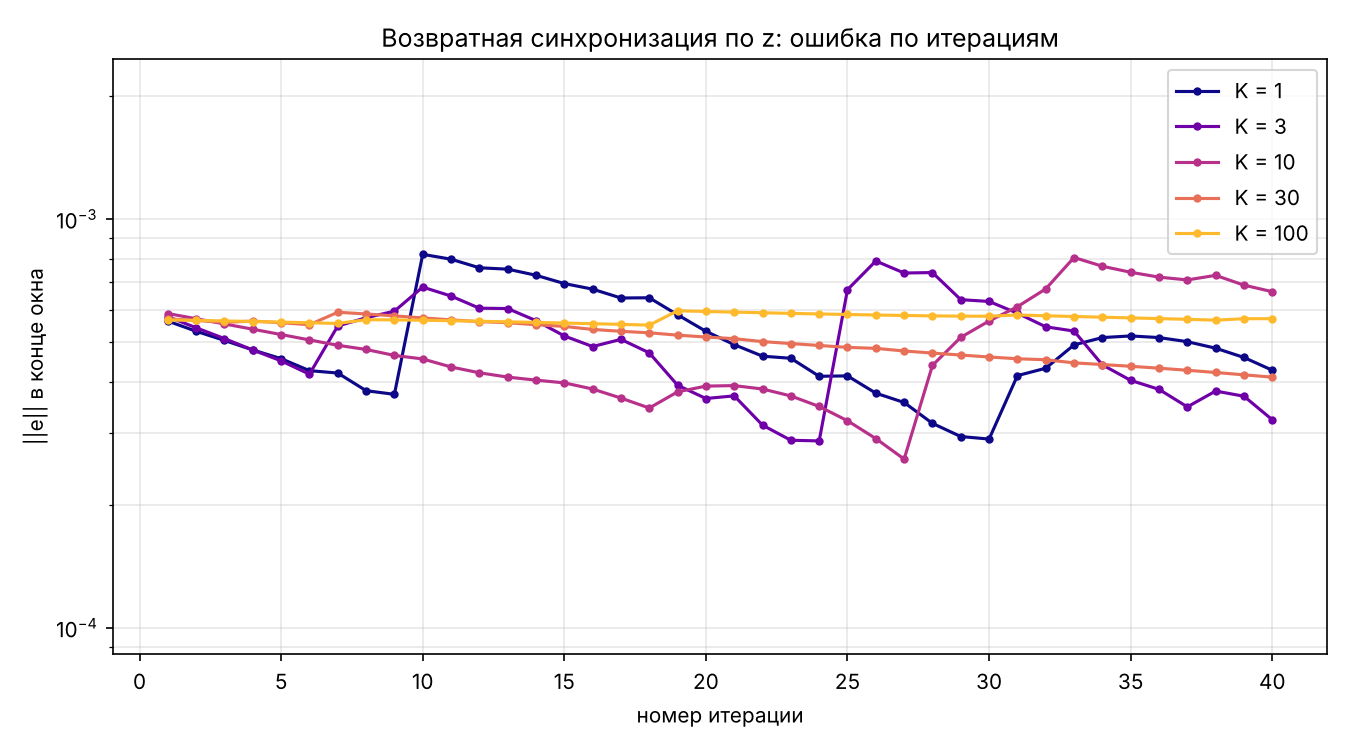 Возвратная синхронизация по z: ошибка по итерациям
K = 1
K = 3
K = 10
K = 30
K = 100
10⁻³
10⁻⁴
||e|| в конце окна
0 5 10 15 20 25 30 35 40
номер итерации